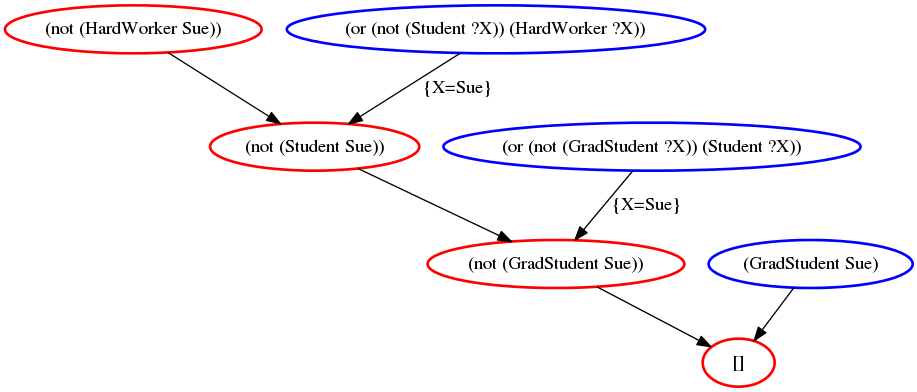 (not (HardWorker Sue))
(or (not (Student ?X)) (HardWorker ?X))
{X=Sue}
(not (Student Sue))
(or (not (GradStudent ?X)) (Student ?X))
{X=Sue}
(not (GradStudent Sue))
(GradStudent Sue)
[]